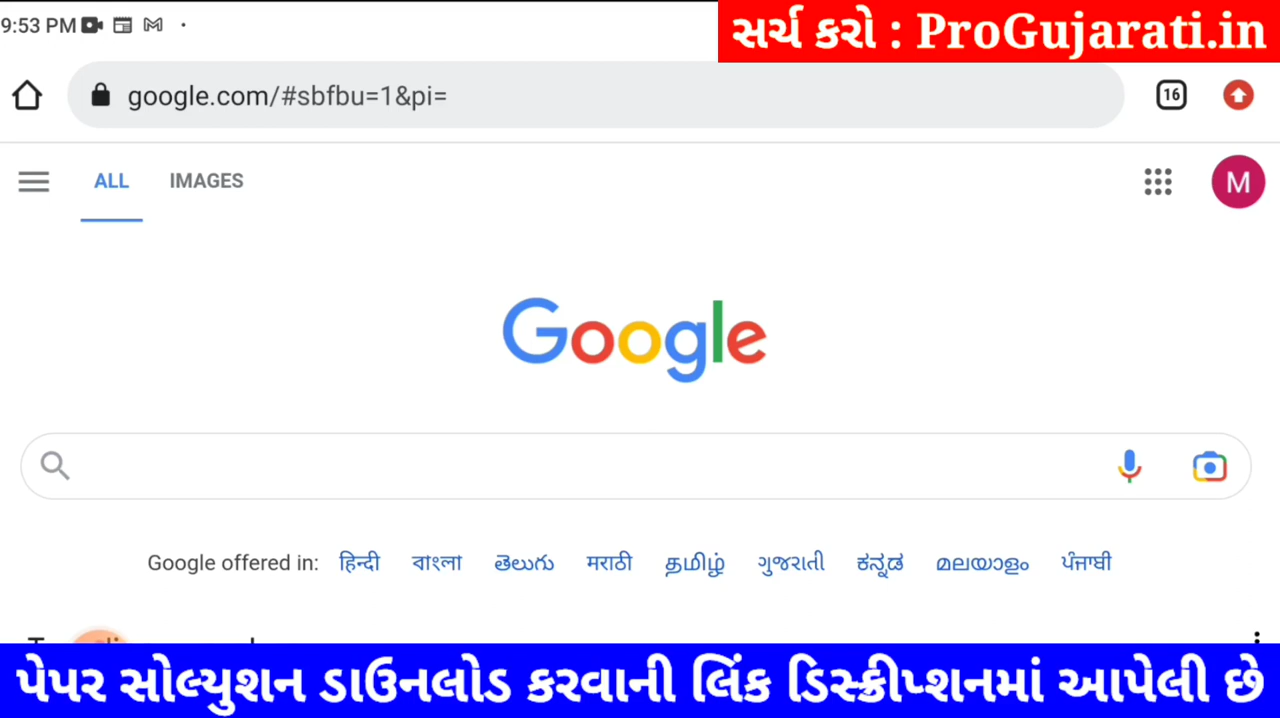 9:53 PM
સર્ચ કરો : ProGujarati.in
google.com/#sbfbu=1&pi=
16
ALL IMAGES
M
Google
Google offered in: हिन्दी বাংলা తెలుగు मराठी தமிழ் ગુજરાતી ಕನ್ನಡ മലയാളം ਪੰਜਾਬੀ
પેપર સોલ્યુશન ડાઉનલોડ કરવાની લિંક ડિસ્ક્રીપ્શનમાં આપેલી છે